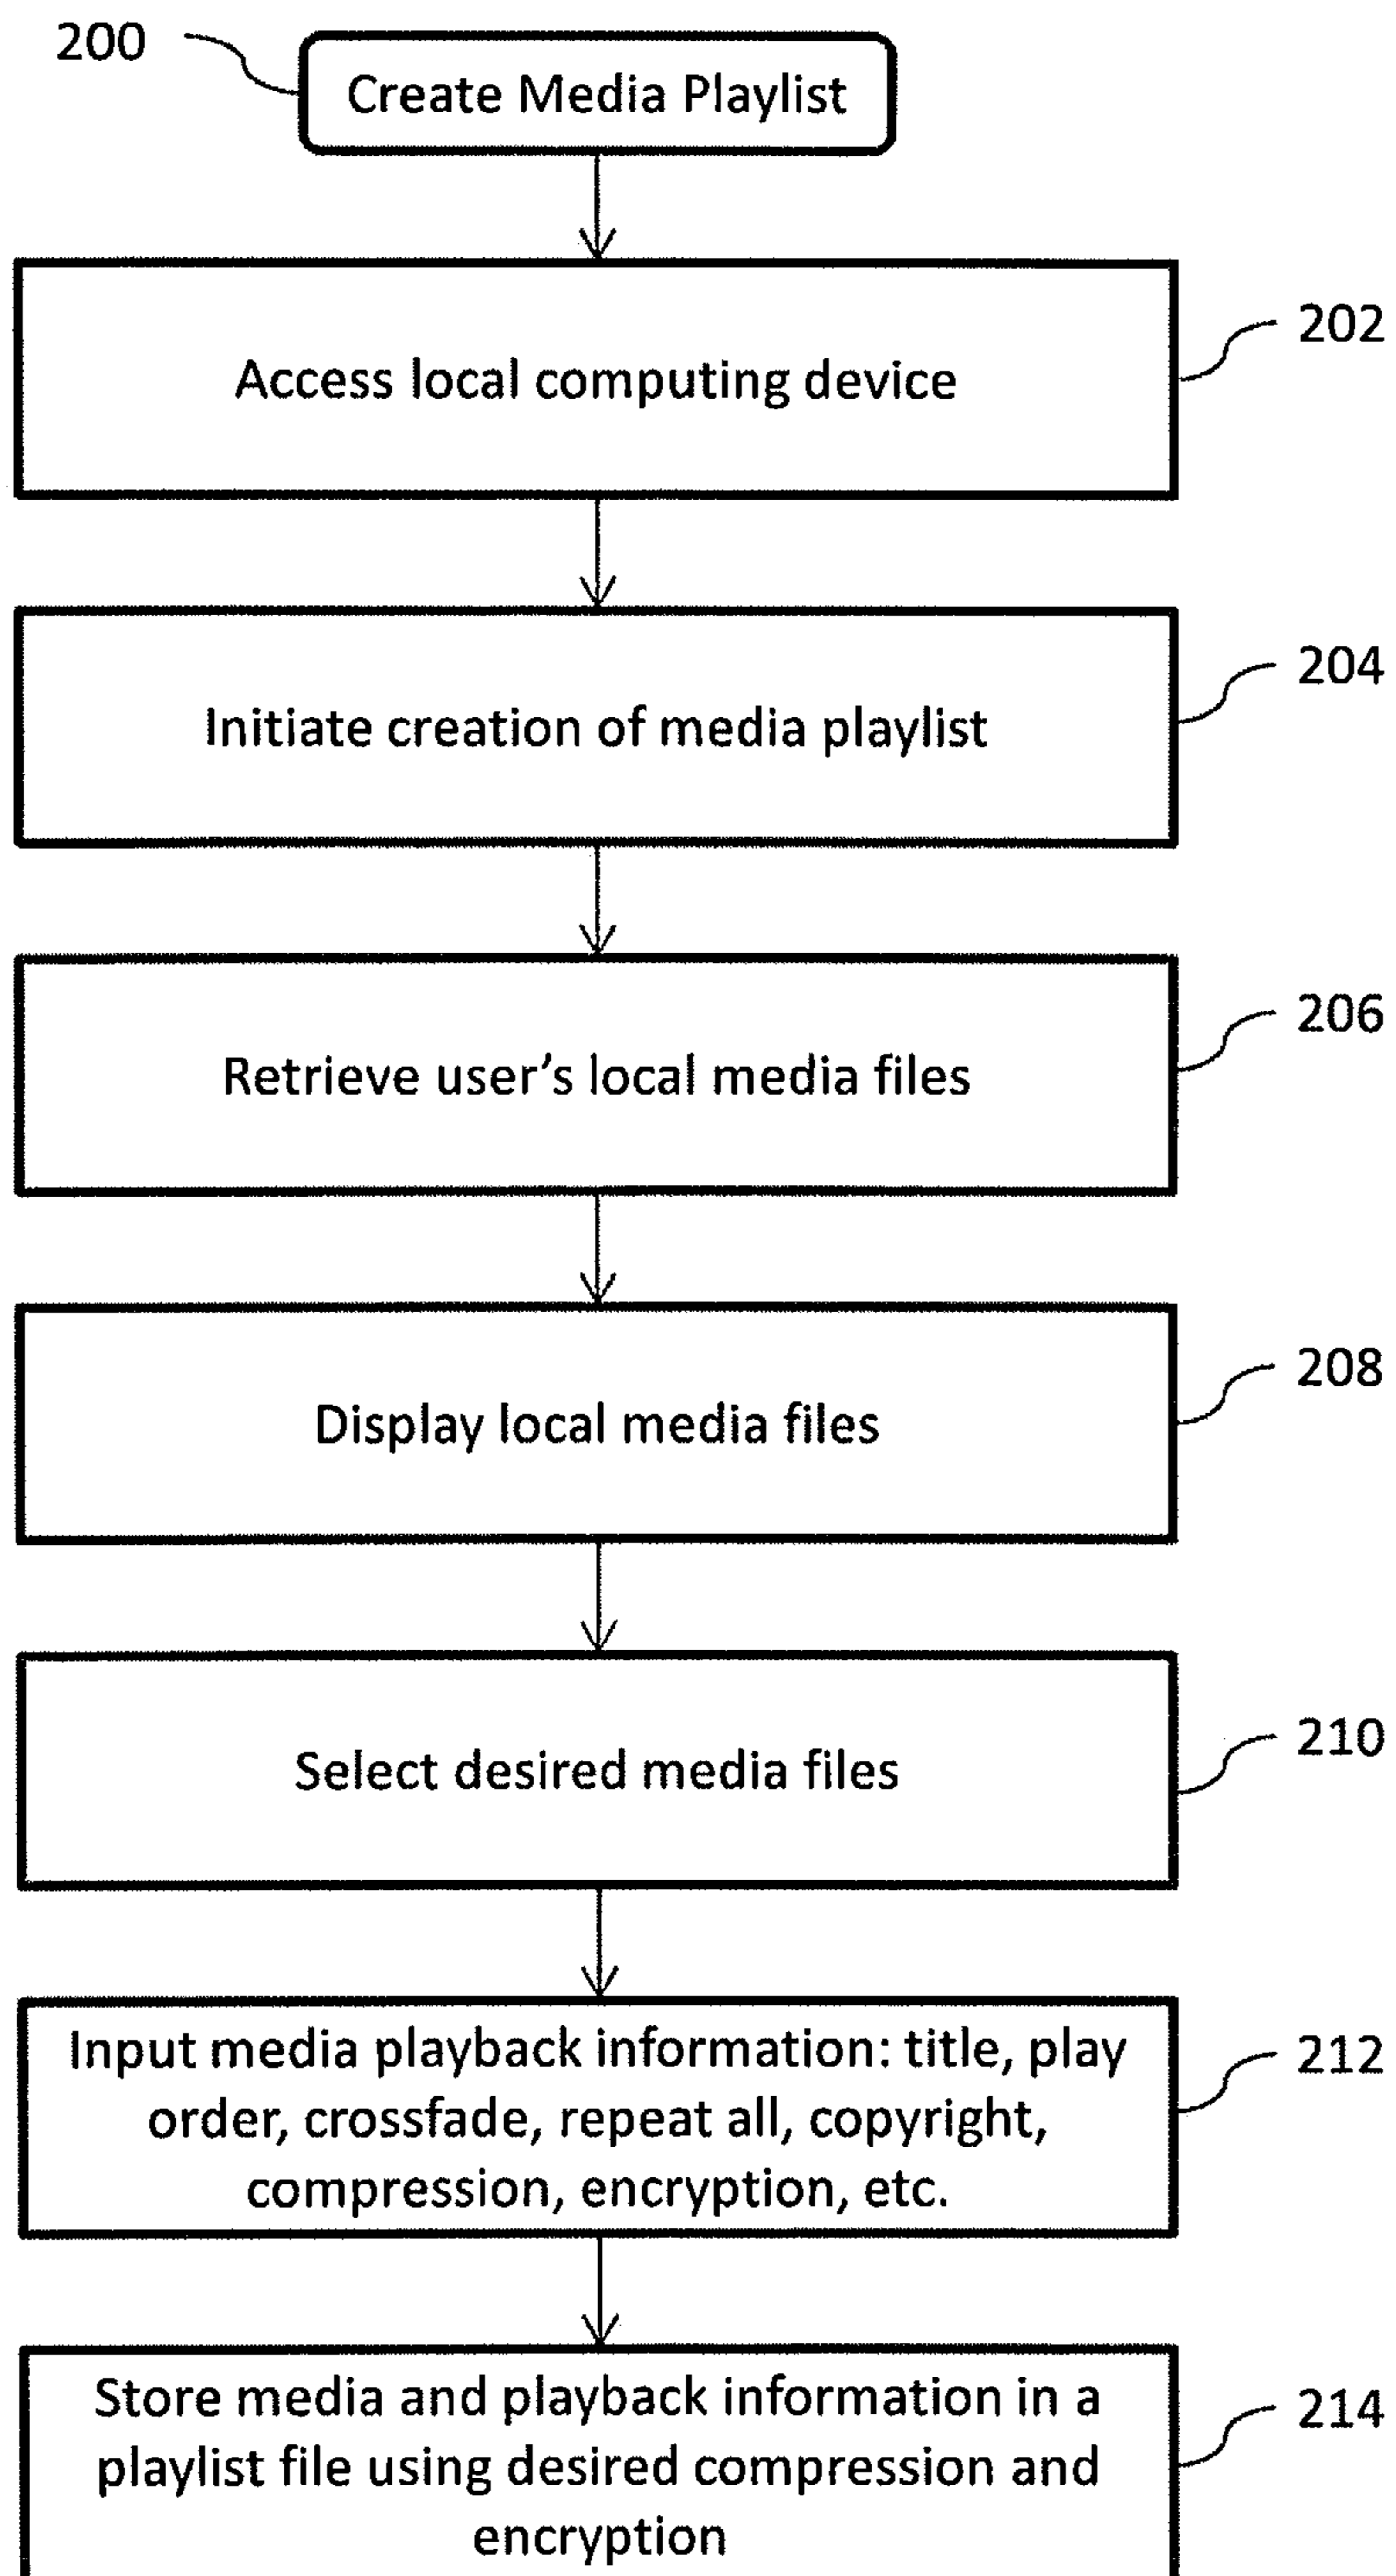 200
Create Media Playlist
202
Access local computing device
204
Initiate creation of media playlist
206
Retrieve user’s local media files
208
Display local media files
210
Select desired media files
212
Input media playback information: title, play
order, crossfade, repeat all, copyright,
compression, encryption, etc.
214
Store media and playback information in a
playlist file using desired compression and
encryption